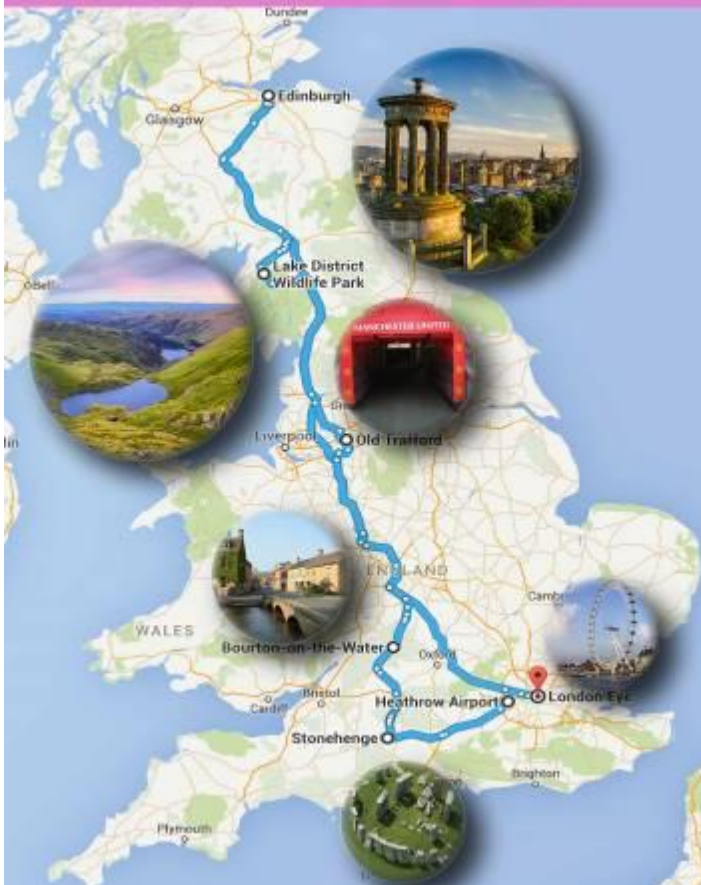 Dundee
Edinburgh
Glasgow
Lake District
Wildlife Park
MANCHESTER UNITED
Liverpool
Old Trafford
ENGLAND
WALES
Bourton-on-the-Water
Oxford
Cardiff
Bristol
Heathrow Airport
London Eye
Stonehenge
Brighton
Plymouth